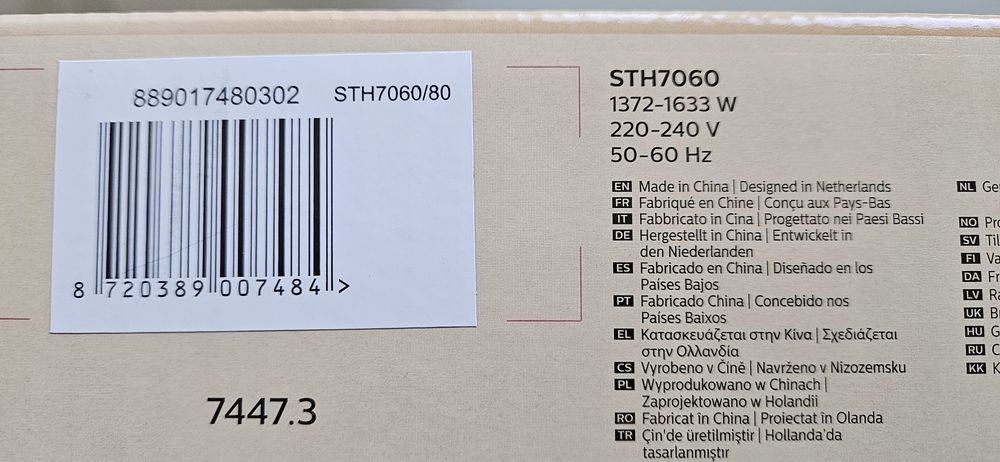 889017480302 STH7060/80
8 720389 007484 >
7447.3
STH7060
1372-1633 W
220-240 V
50-60 Hz
EN Made in China | Designed in Netherlands
FR Fabriqué en Chine | Conçu aux Pays-Bas
IT Fabbricato in Cina | Progettato nei Paesi Bassi
DE Hergestellt in China | Entwickelt in
den Niederlanden
ES Fabricado en China | Diseñado en los
Países Bajos
PT Fabricado China | Concebido nos
Países Baixos
EL Κατασκευάζεται στην Κίνα | Σχεδιάζεται
στην Ολλανδία
CS Vyrobeno v Číně | Navrženo v Nizozemsku
PL Wyprodukowano w Chinach |
Zaprojektowano w Holandii
RO Fabricat în China | Proiectat în Olanda
TR Çin'de üretilmiştir | Hollanda'da
tasarlanmıştır
NL
NO
SV
FI
DA
LV
UK
HU
RU
KK